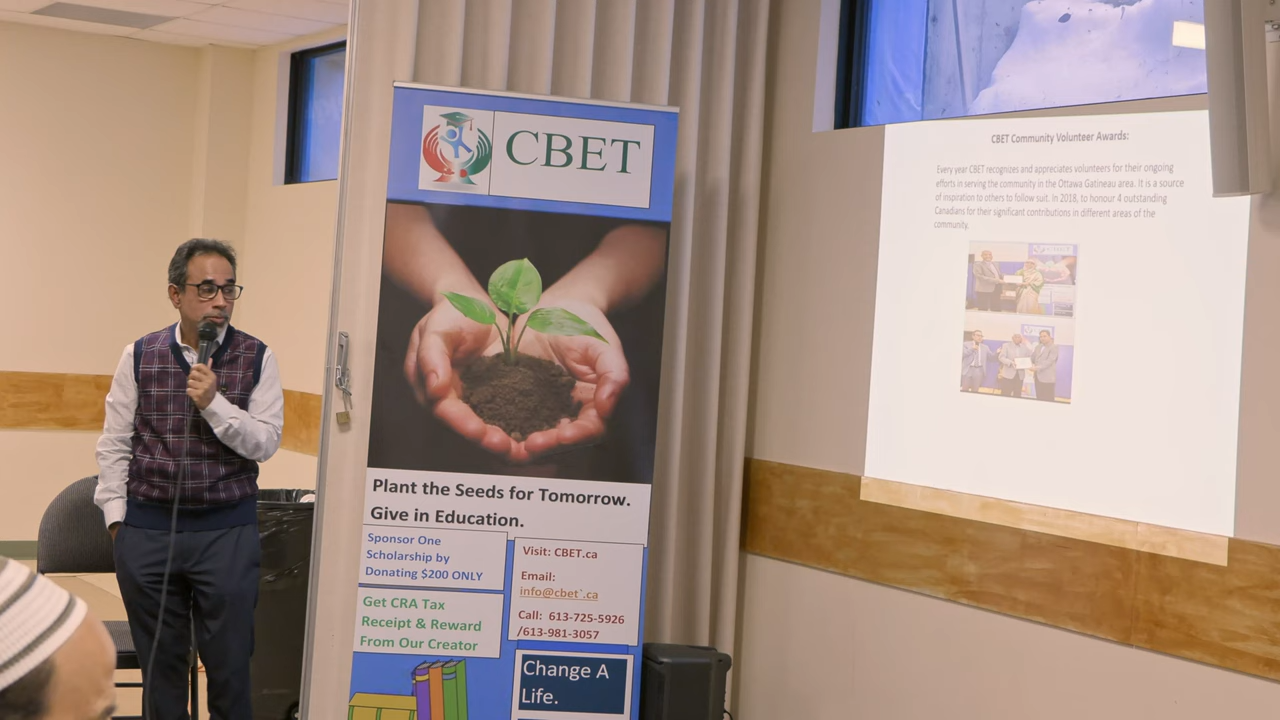 CBET
Plant the Seeds for Tomorrow.
Give in Education.
Sponsor One
Scholarship by
Donating $200 ONLY
Get CRA Tax
Receipt & Reward
From Our Creator
Visit: CBET.ca
Email:
info@cbet`.ca
Call: 613-725-5926
/613-981-3057
Change A
Life.
CBET Community Volunteer Awards:
Every year CBET recognizes and appreciates volunteers for their ongoing
efforts in serving the community in the Ottawa Gatineau area. It is a source
of inspiration to others to follow suit. In 2018, to honour 4 outstanding
Canadians for their significant contributions in different areas of the
community.